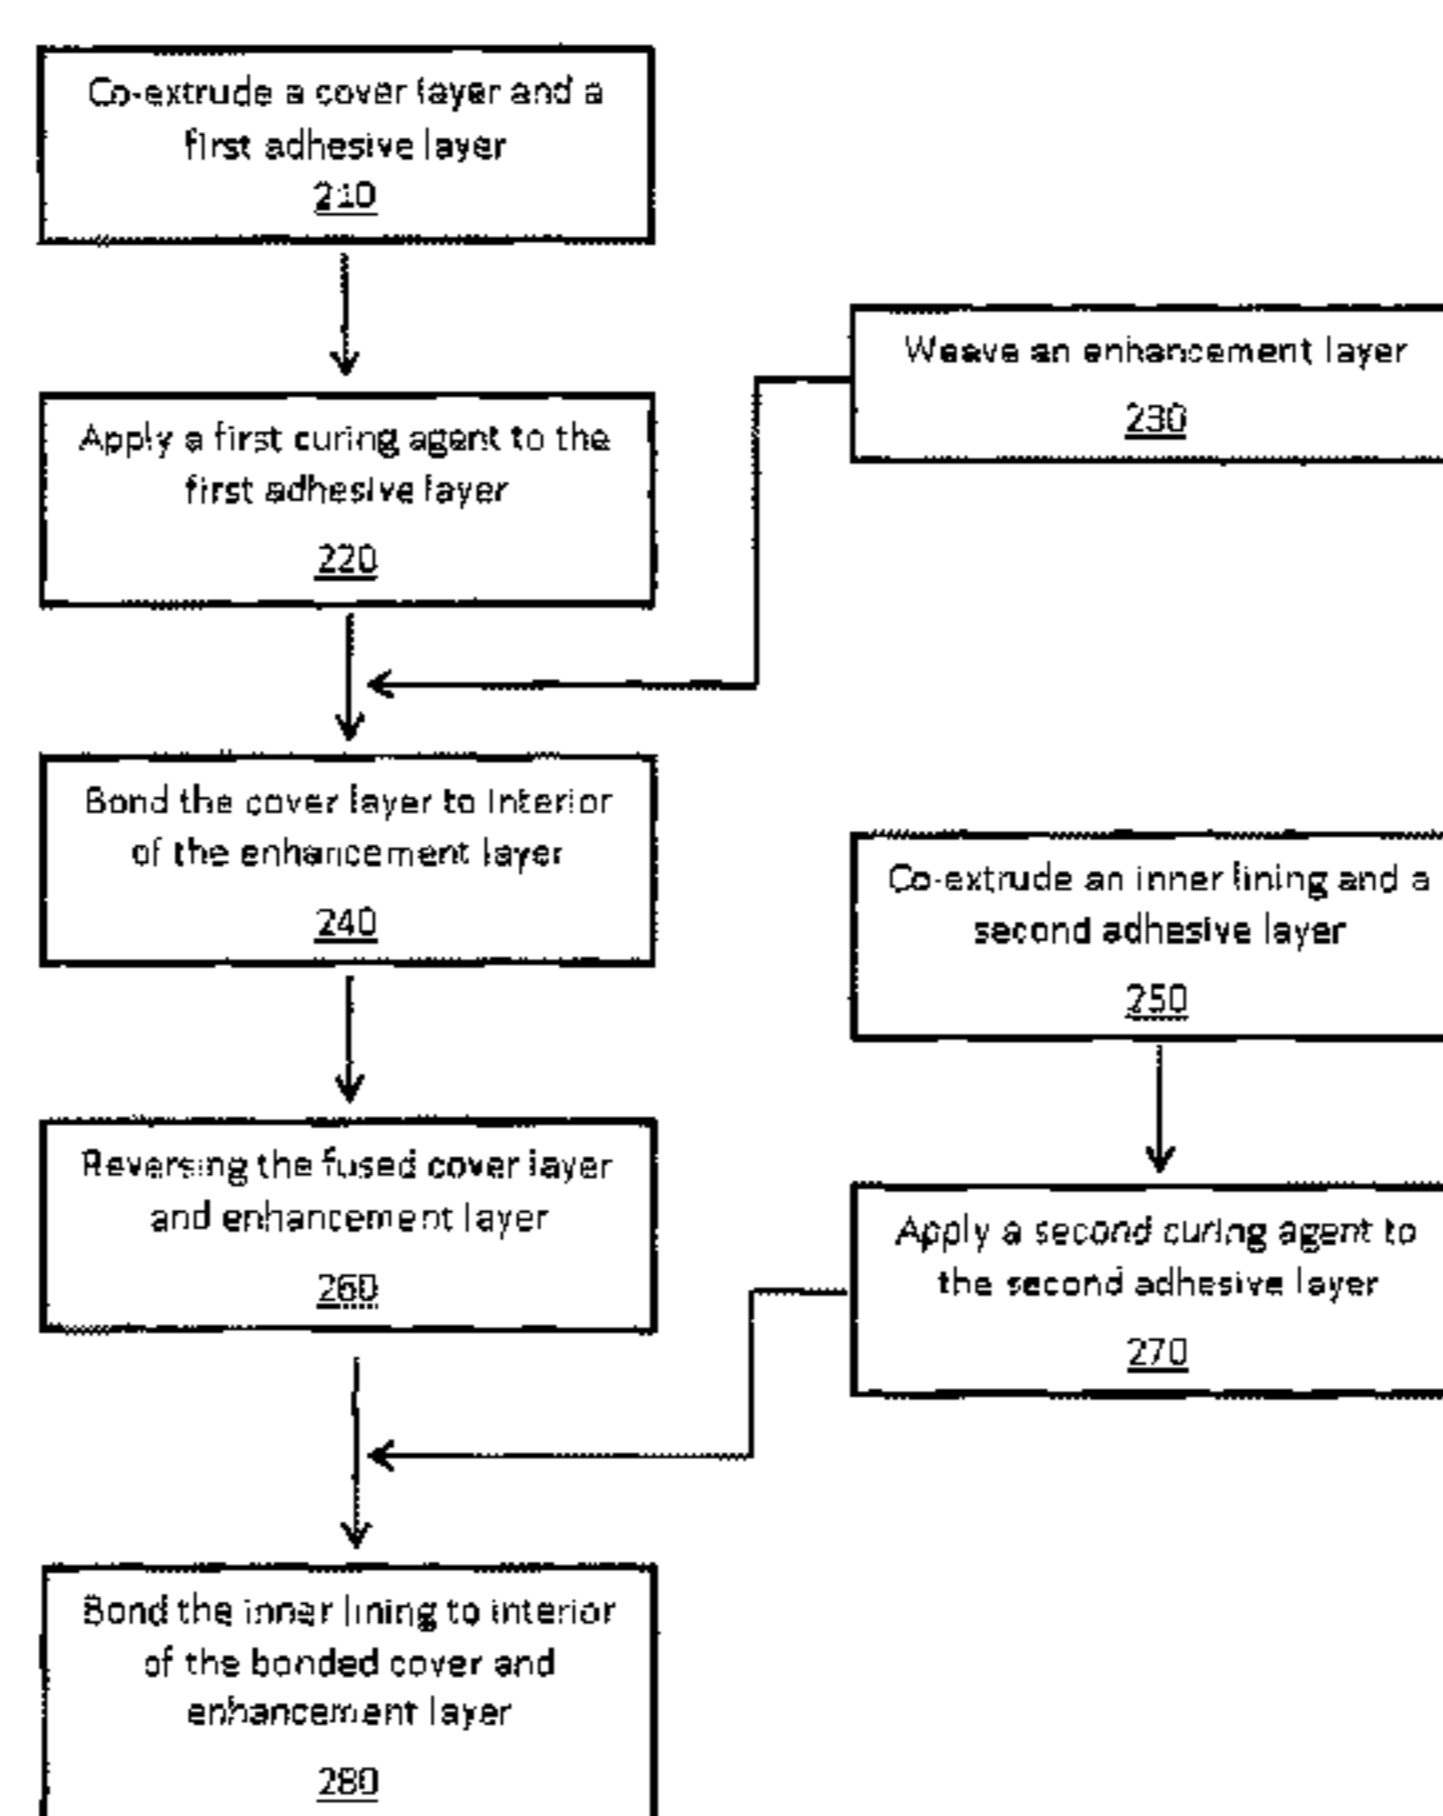 Co-extrude a cover layer and a
first adhesive layer
210
Apply a first curing agent to the
first adhesive layer
220
Weave an enhancement layer
230
Bond the cover layer to Interior
of the enhancement layer
240
Co-extrude an inner lining and a
second adhesive layer
250
Reversing the fused cover layer
and enhancement layer
260
Apply a second curing agent to
the second adhesive layer
270
Bond the inner lining to interior
of the bonded cover and
enhancement layer
280